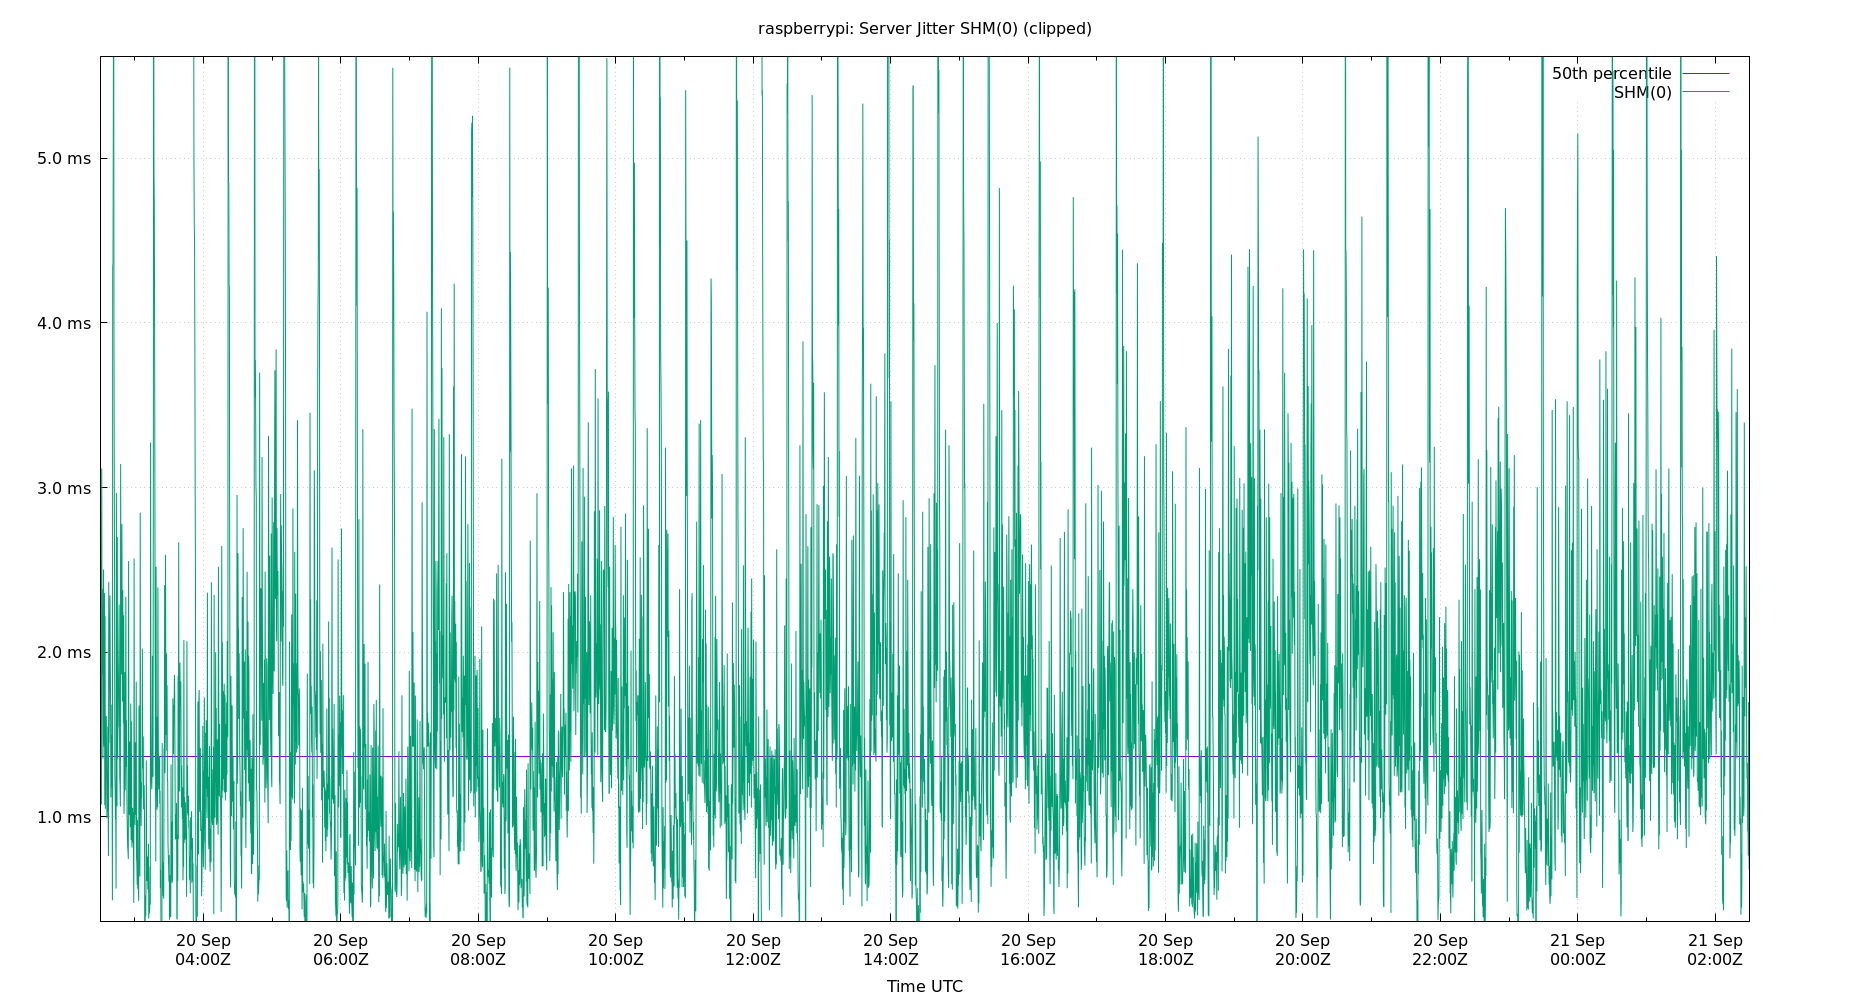 raspberrypi: Server Jitter SHM(0) (clipped)
50th percentile
SHM(0)
5.0 ms
4.0 ms
3.0 ms
2.0 ms
1.0 ms
20 Sep 20 Sep 20 Sep 20 Sep 20 Sep 20 Sep 20 Sep 20 Sep 20 Sep 20 Sep 21 Sep 21 Sep
04:00Z 06:00Z 08:00Z 10:00Z 12:00Z 14:00Z 16:00Z 18:00Z 20:00Z 22:00Z 00:00Z 02:00Z
Time UTC